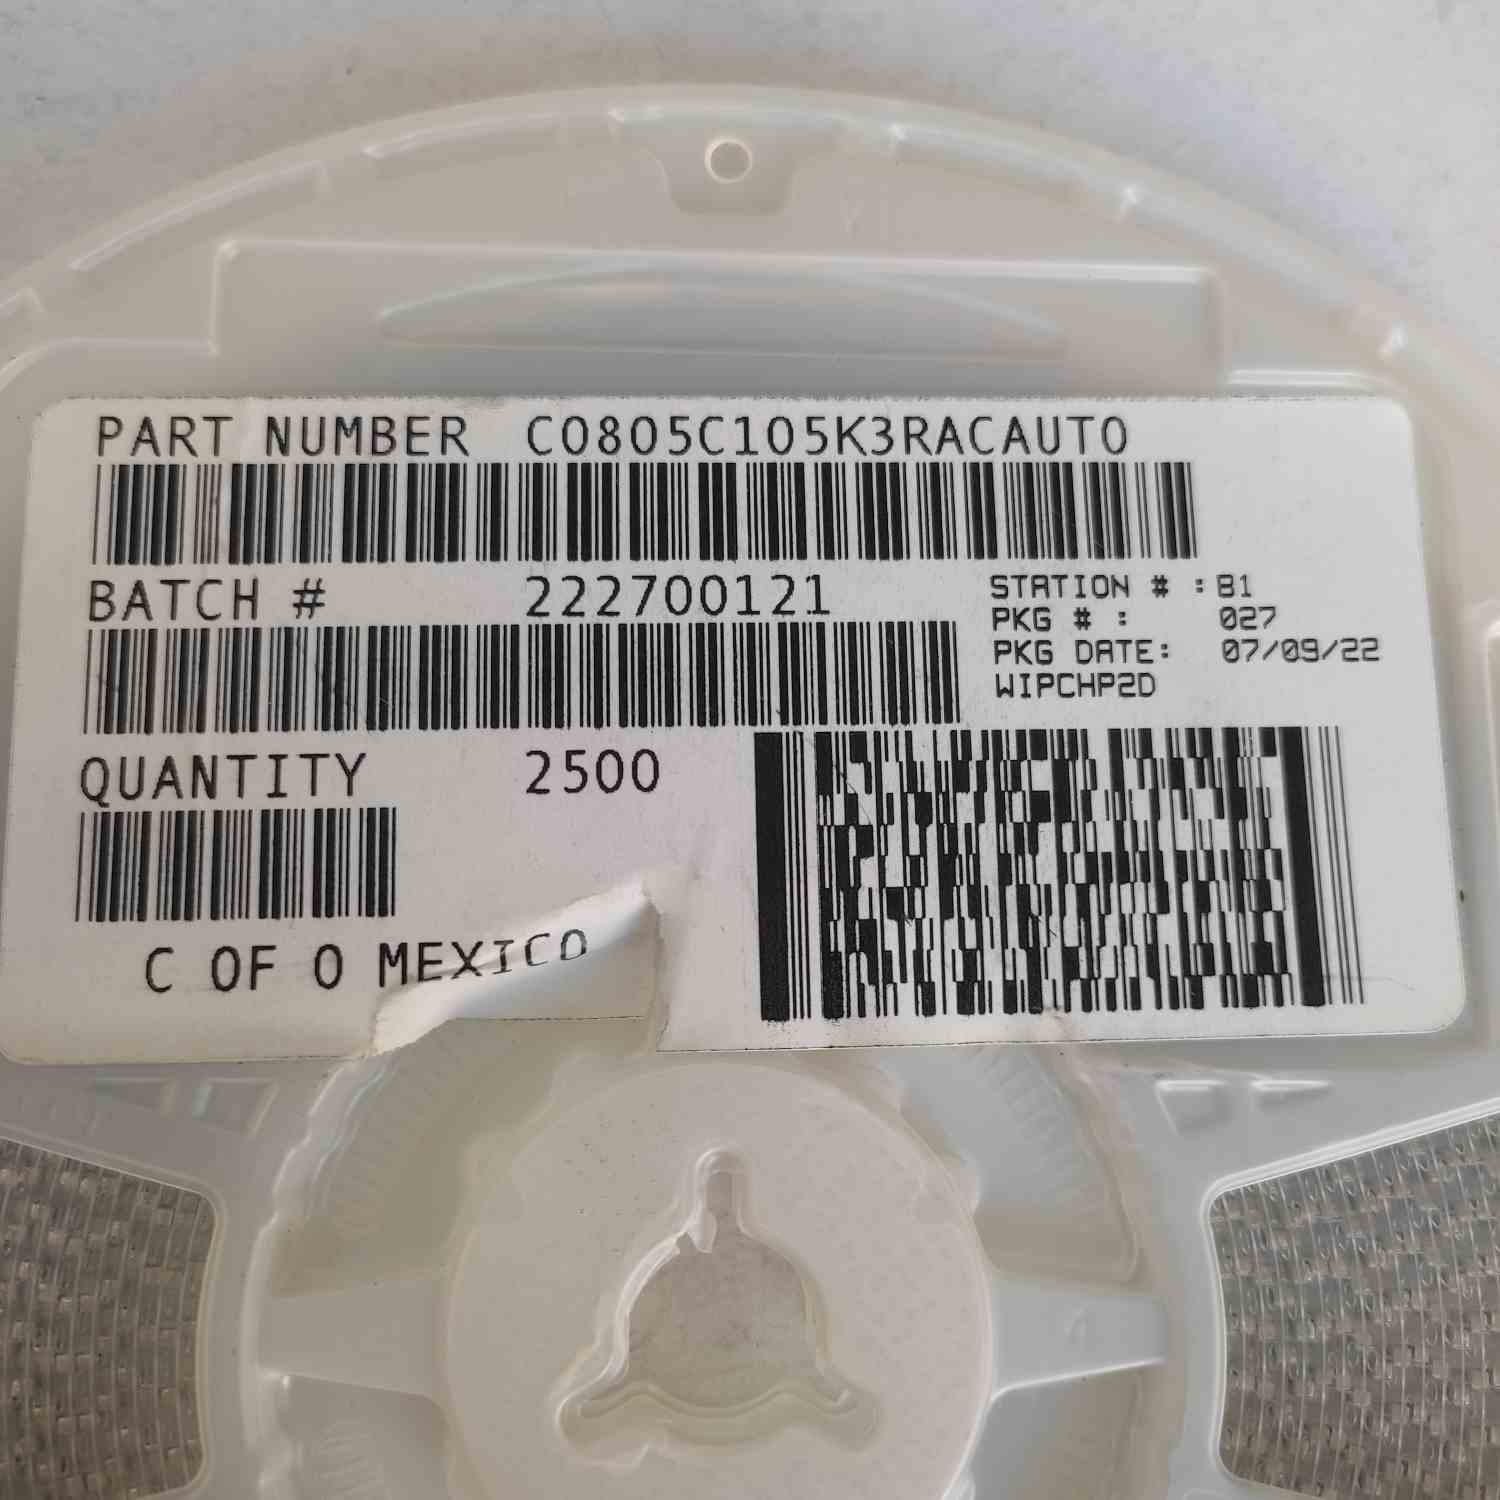 PART NUMBER C0805C105K3RACAUTO
BATCH # 222700121
STATION # : B1
PKG # : 027
PKG DATE: 07/09/22
WIPCHP2D
QUANTITY 2500
C OF O MEXICO